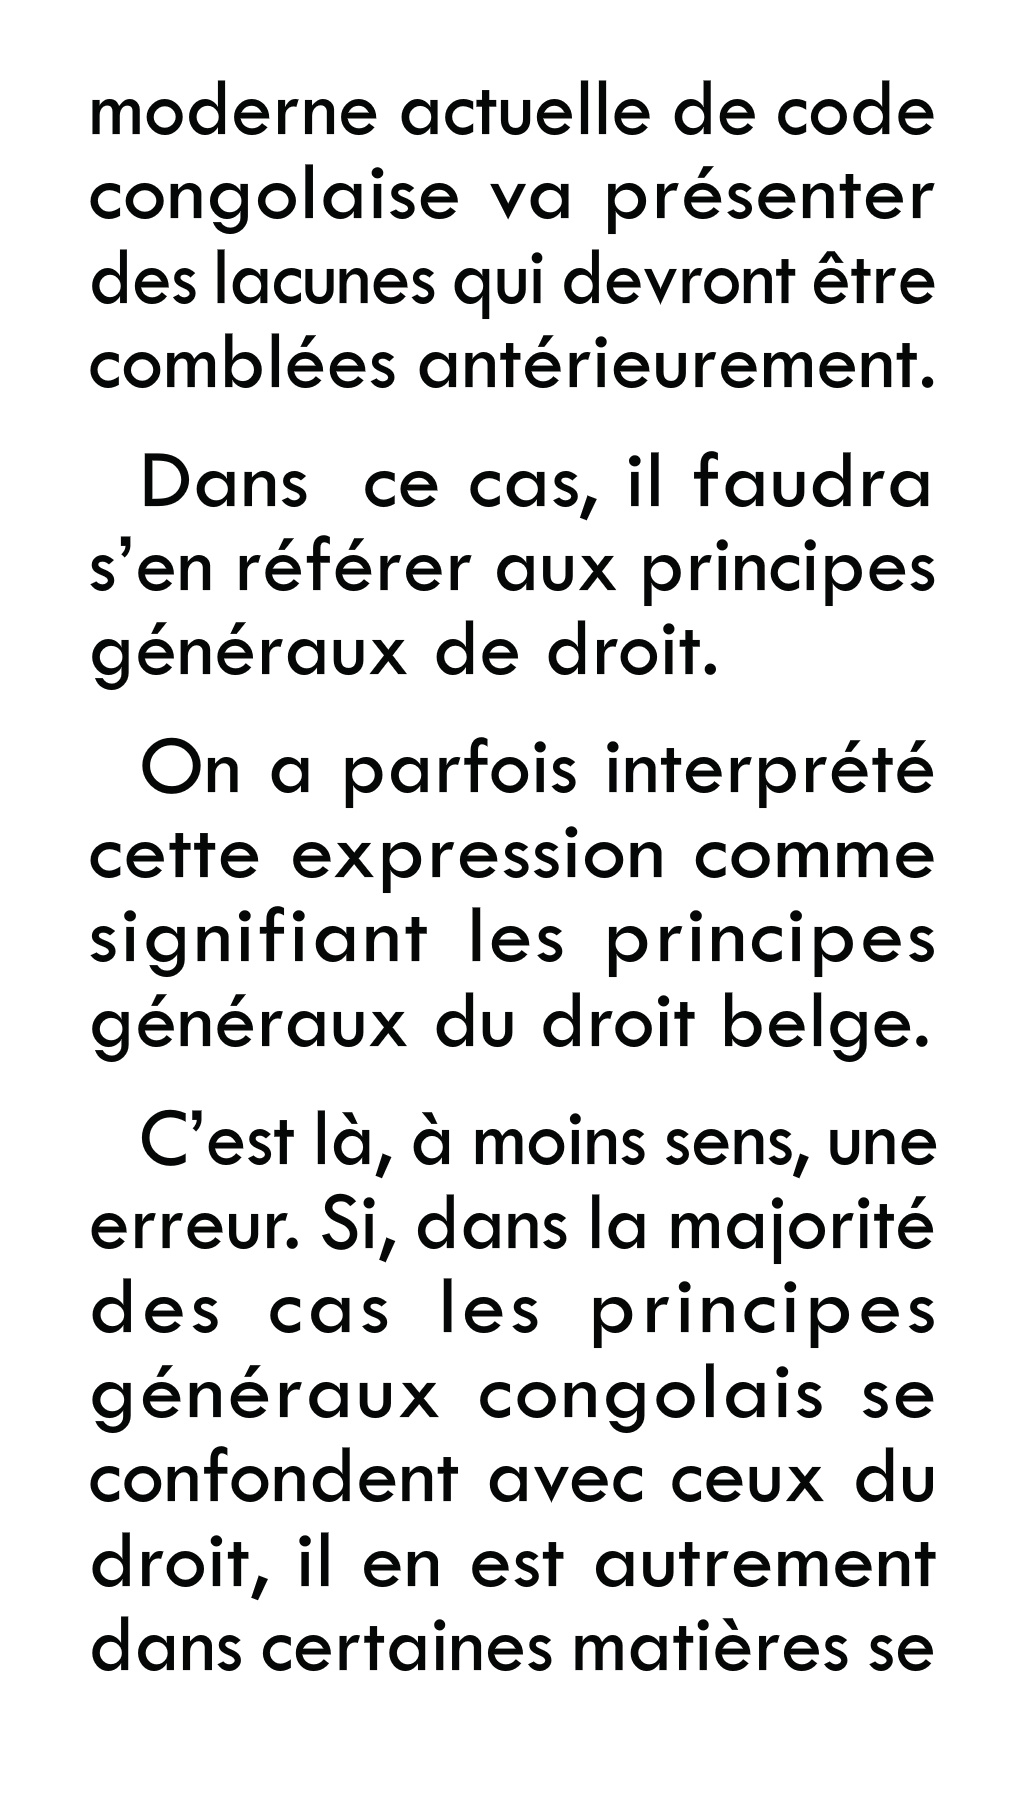 moderne actuelle de code
congolaise va présenter
des lacunes qui devront être
comblées antérieurement.
Dans ce cas, il faudra
s’en référer aux principes
généraux de droit.
On a parfois interprété
cette expression comme
signifiant les principes
généraux du droit belge.
C’est là, à moins sens, une
erreur. Si, dans la majorité
des cas les principes
généraux congolais se
confondent avec ceux du
droit, il en est autrement
dans certaines matières se